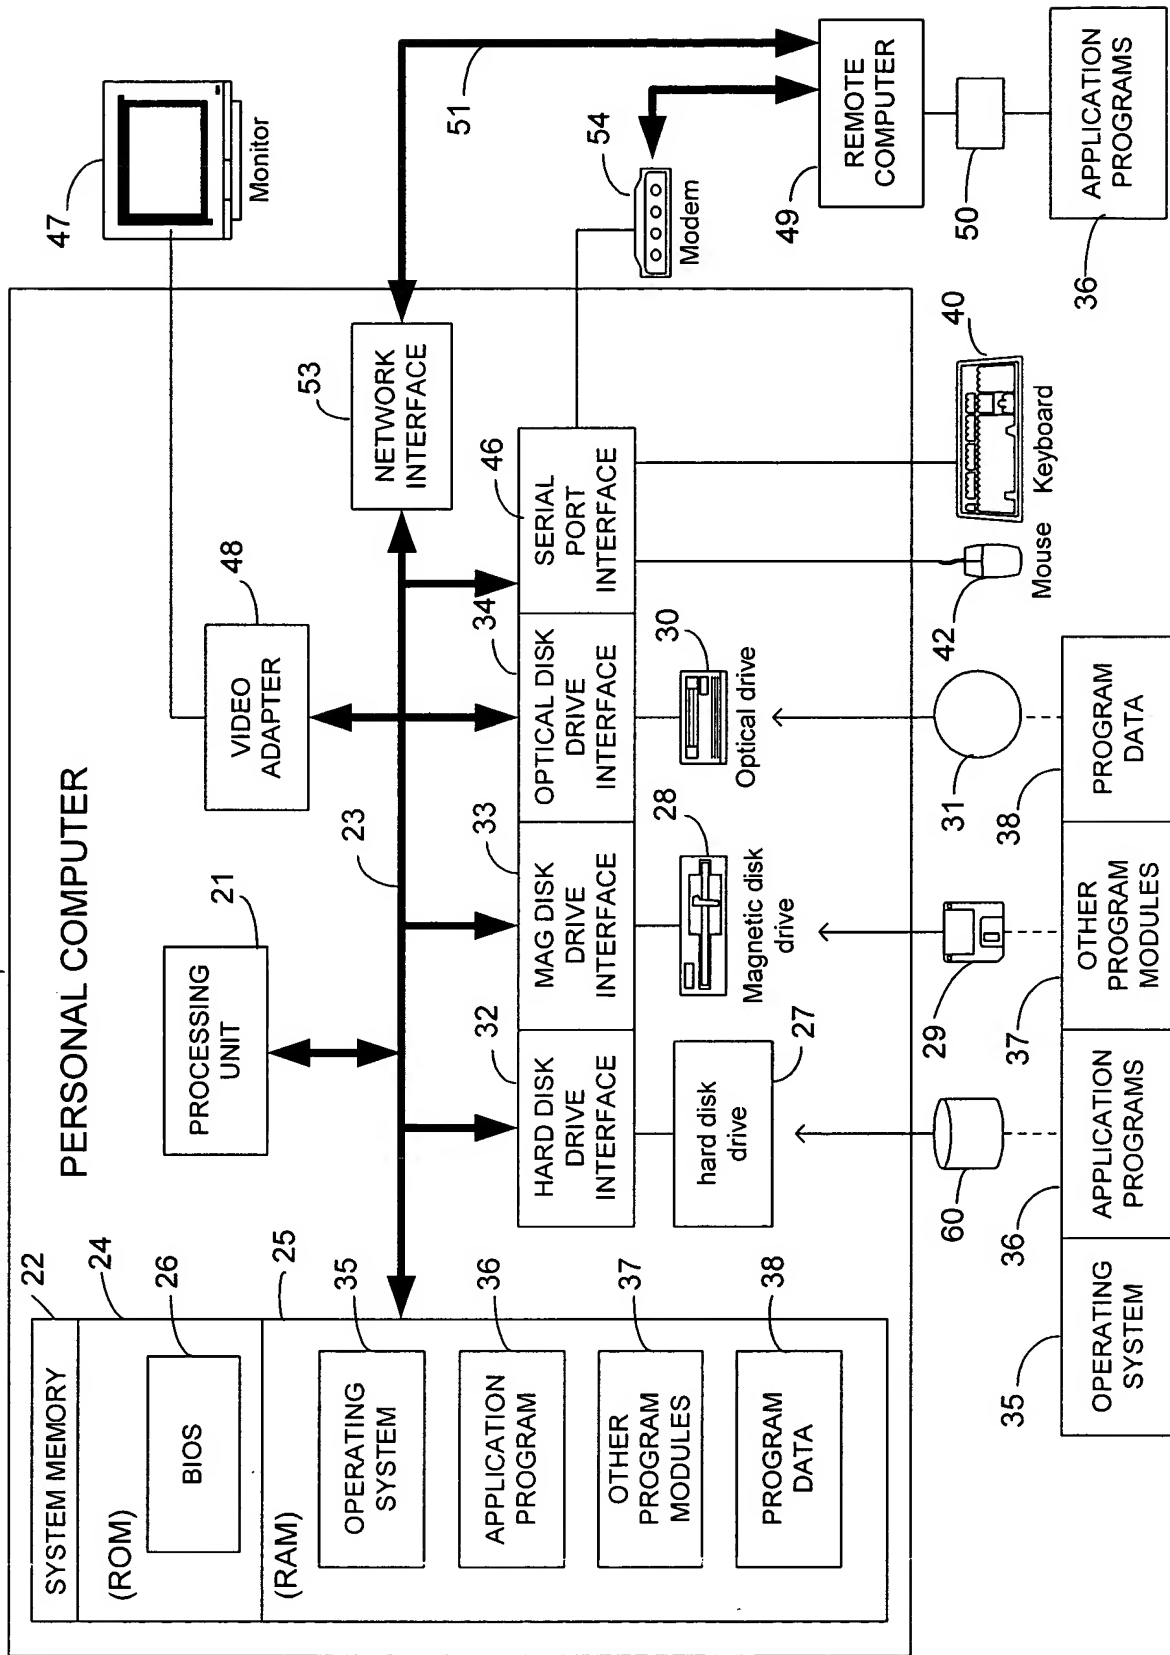 PERSONAL COMPUTER
SYSTEM MEMORY
22
(ROM)
24
BIOS
26
(RAM)
25
OPERATING
SYSTEM
35
APPLICATION
PROGRAM
36
OTHER
PROGRAM
MODULES
37
PROGRAM
DATA
38
PROCESSING
UNIT
21
VIDEO
ADAPTER
48
47
Monitor
23
NETWORK
INTERFACE
53
51
HARD DISK
DRIVE
INTERFACE
32
MAG DISK
DRIVE
INTERFACE
33
OPTICAL DISK
DRIVE
INTERFACE
34
SERIAL
PORT
INTERFACE
46
hard disk
drive
27
Magnetic disk
drive
28
Optical drive
30
Modem
54
REMOTE
COMPUTER
49
50
APPLICATION
PROGRAMS
36
60
29
31
Mouse
42
Keyboard
40
OPERATING
SYSTEM
35
APPLICATION
PROGRAMS
36
OTHER
PROGRAM
MODULES
37
PROGRAM
DATA
38